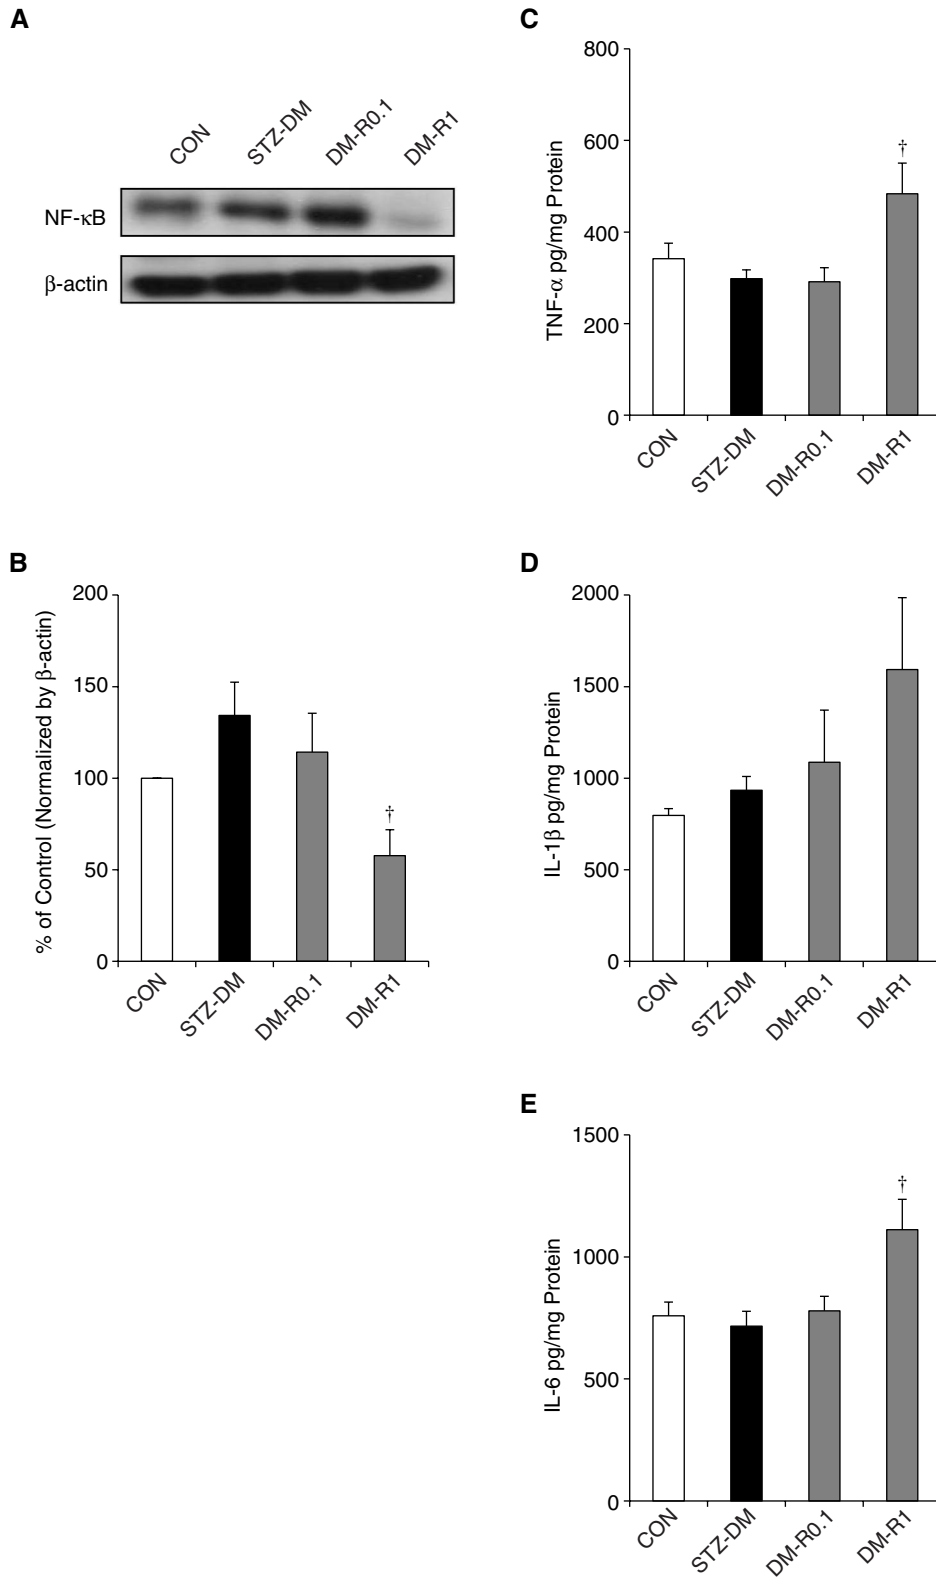 A
CON STZ-DM DM-R0.1 DM-R1
NF-κB
β-actin
B
% of Control (Normalized by β-actin)
200
150
100
50
0
†
CON STZ-DM DM-R0.1 DM-R1
C
TNF-α pg/mg Protein
800
600
400
200
0
†
CON STZ-DM DM-R0.1 DM-R1
D
IL-1β pg/mg Protein
2000
1500
1000
500
0
CON STZ-DM DM-R0.1 DM-R1
E
IL-6 pg/mg Protein
1500
1000
500
0
†
CON STZ-DM DM-R0.1 DM-R1